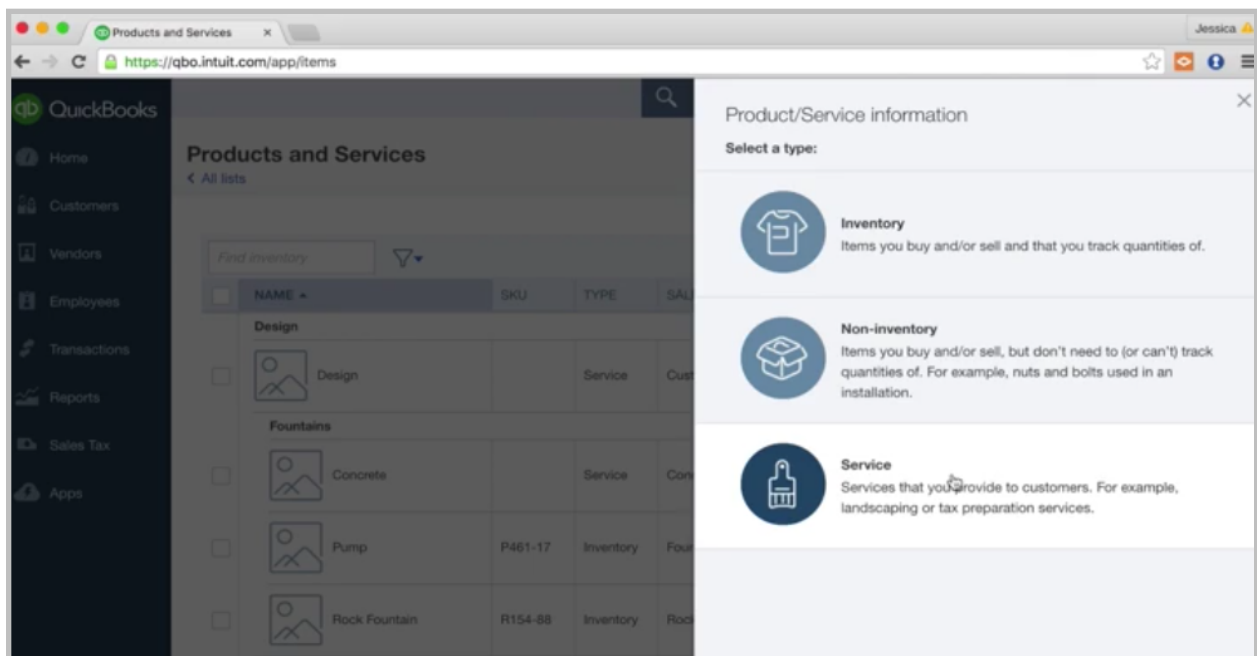 Products and Services
Jessica
https://qbo.intuit.com/app/items
qb QuickBooks
Home
Customers
Vendors
Employees
Transactions
Reports
Sales Tax
Apps
Products and Services
< All lists
Find inventory
NAME SKU TYPE
Design
Design Service
Fountains
Concrete Service
Pump P461-17 Inventory
Rock Fountain R154-88 Inventory
Product/Service information
Select a type:
Inventory
Items you buy and/or sell and that you track quantities of.
Non-inventory
Items you buy and/or sell, but don't need to (or can't) track
quantities of. For example, nuts and bolts used in an
installation.
Service
Services that you provide to customers. For example,
landscaping or tax preparation services.